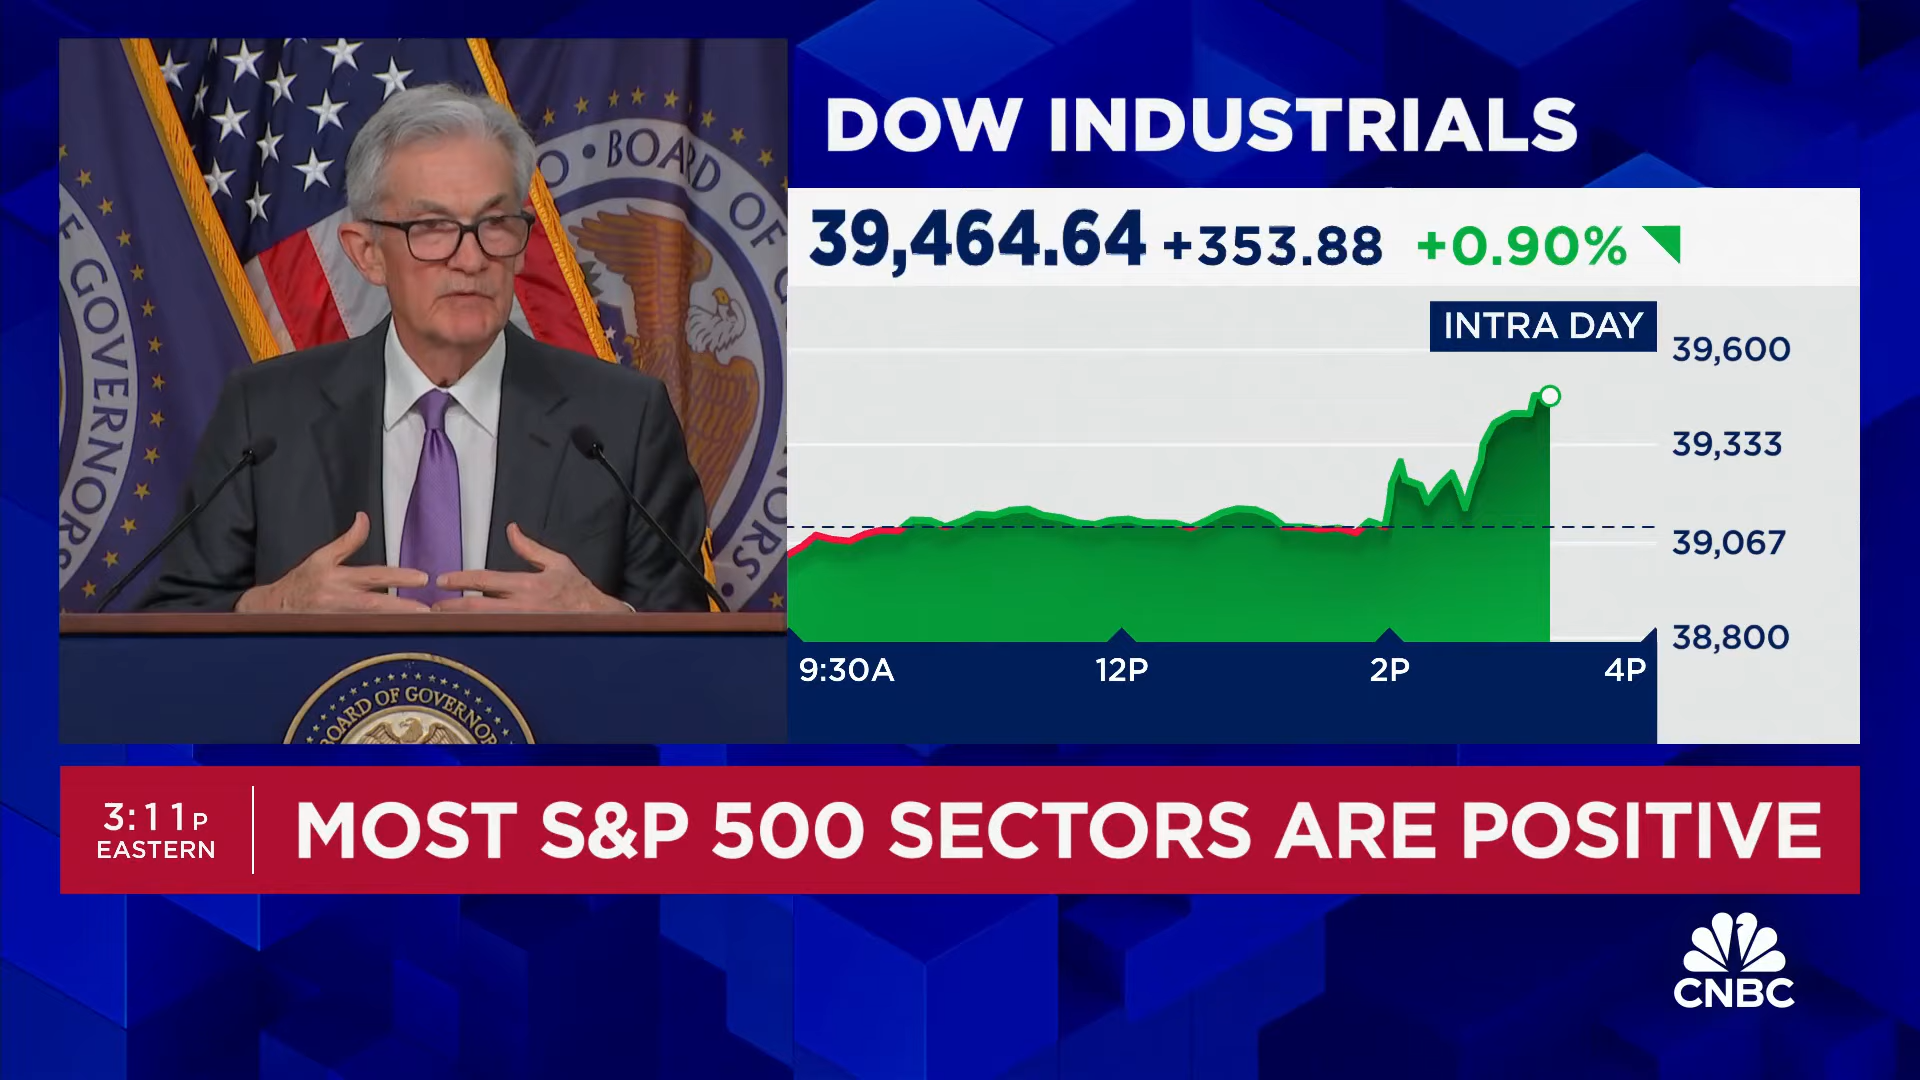 BOARD OF
F GOVERNORS
BOARD OF GOVERNOR
DOW INDUSTRIALS
39,464.64 +353.88 +0.90%
INTRA DAY
39,600
39,333
39,067
38,800
9:30A 12P 2P 4P
3:11P
EASTERN
MOST S&P 500 SECTORS ARE POSITIVE
CNBC